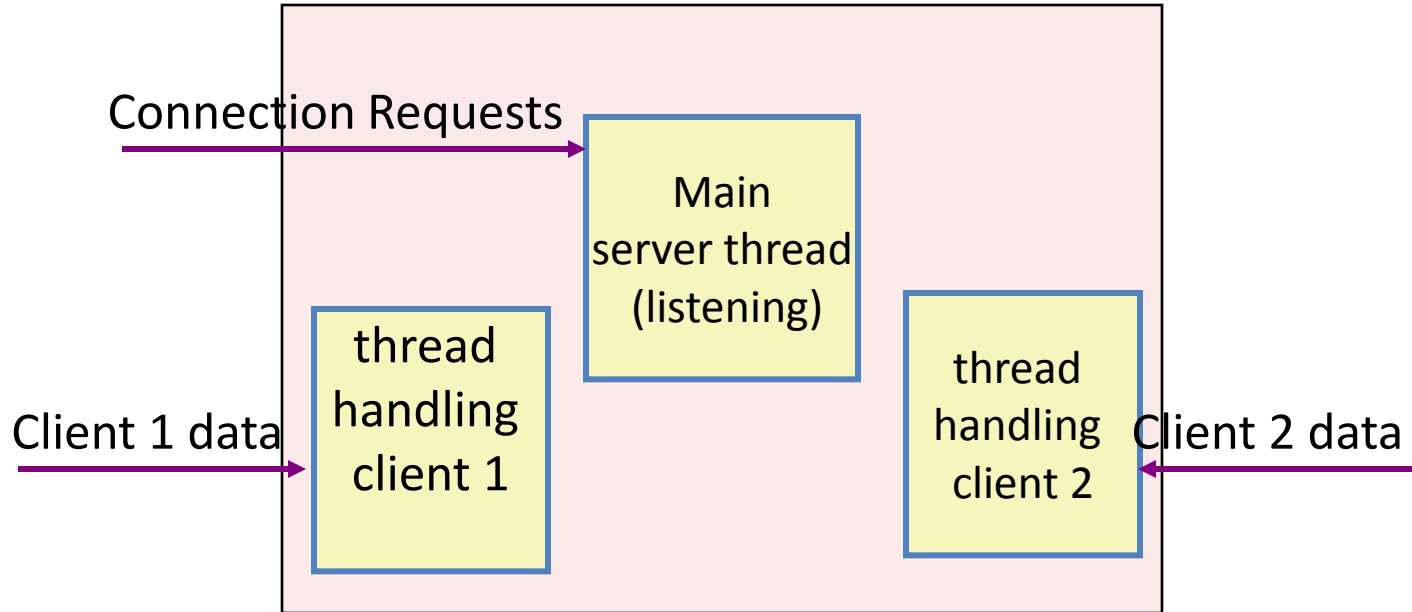 Connection Requests
Main
server thread
(listening)
thread
handling
client 1
Client 1 data
thread
handling
client 2
Client 2 data